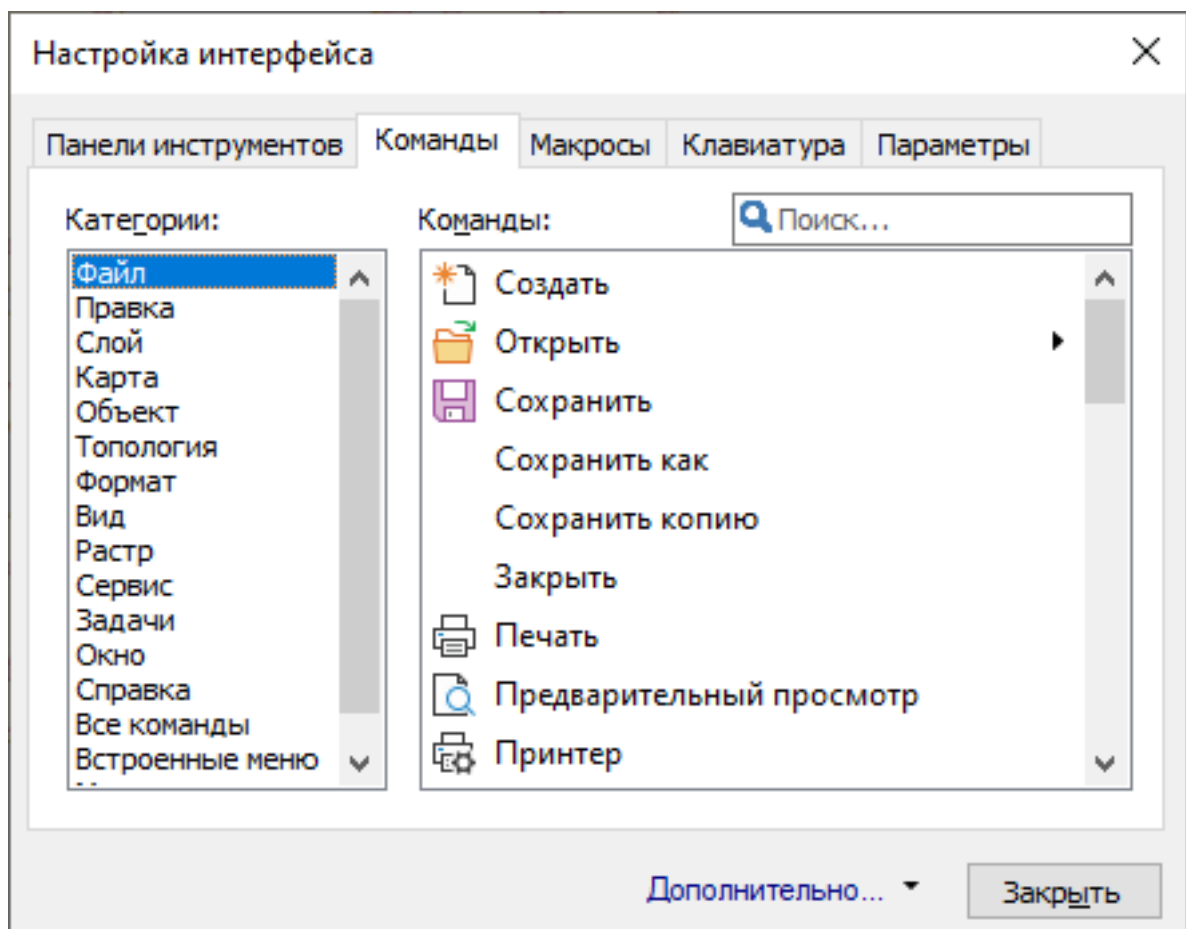 Настройка интерфейса
Панели инструментов
Команды
Макросы
Клавиатура
Параметры
Категории:
Команды:
Поиск...
Файл
Правка
Слой
Карта
Объект
Топология
Формат
Вид
Растр
Сервис
Задачи
Окно
Справка
Все команды
Встроенные меню
Создать
Открыть
Сохранить
Сохранить как
Сохранить копию
Закрыть
Печать
Предварительный просмотр
Принтер
Дополнительно...
Закрыть